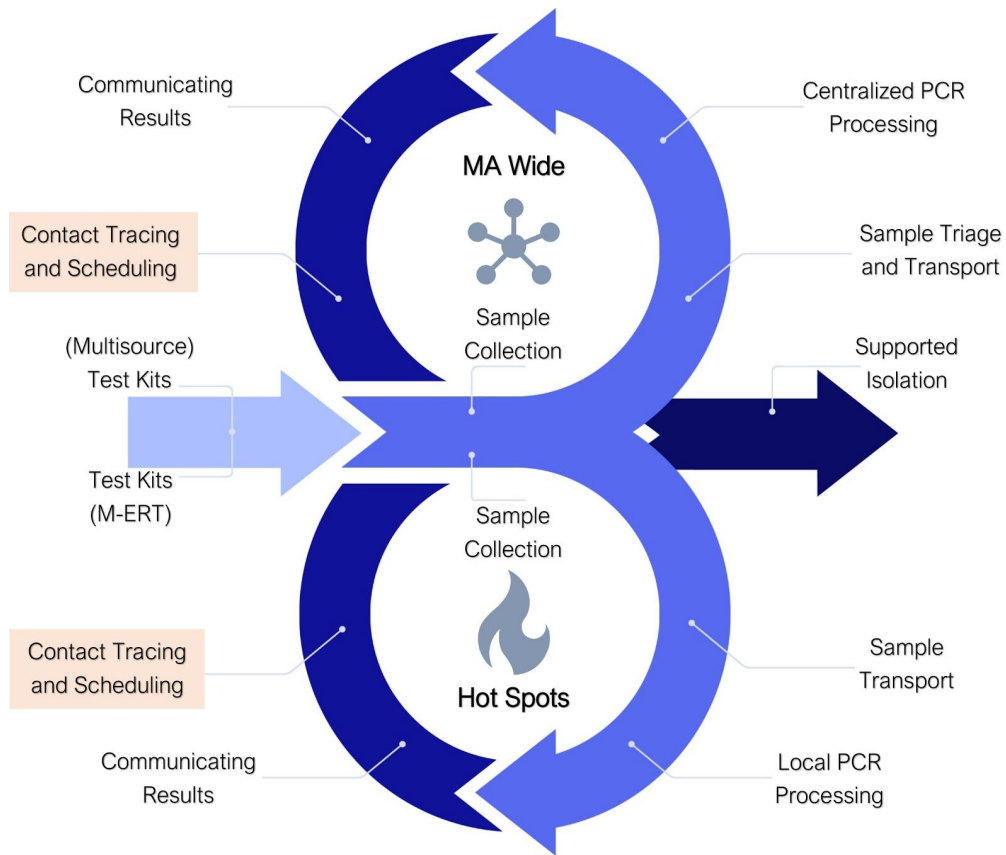 Communicating
Results
Centralized PCR
Processing
MA Wide
Contact Tracing
and Scheduling
Sample Triage
and Transport
Sample
Collection
(Multisource)
Test Kits
Supported
Isolation
Test Kits
(M-ERT)
Sample
Collection
Contact Tracing
and Scheduling
Hot Spots
Sample
Transport
Communicating
Results
Local PCR
Processing